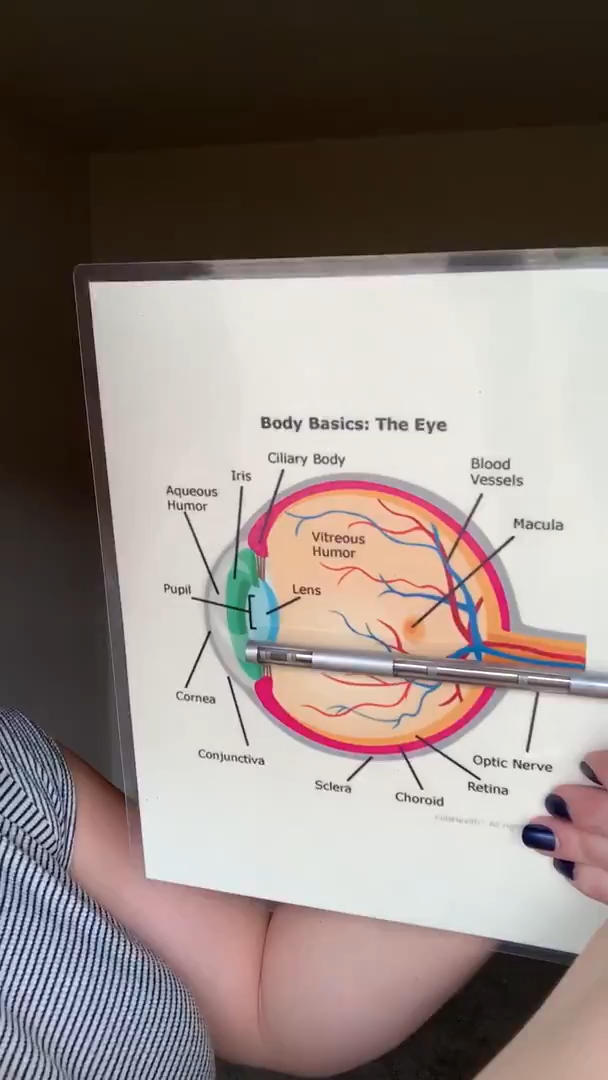 Body Basics: The Eye
Ciliary Body
Iris
Blood
Vessels
Aqueous
Humor
Macula
Vitreous
Humor
Pupil
Lens
Cornea
Conjunctiva
Optic Nerve
Sclera
Retina
Choroid